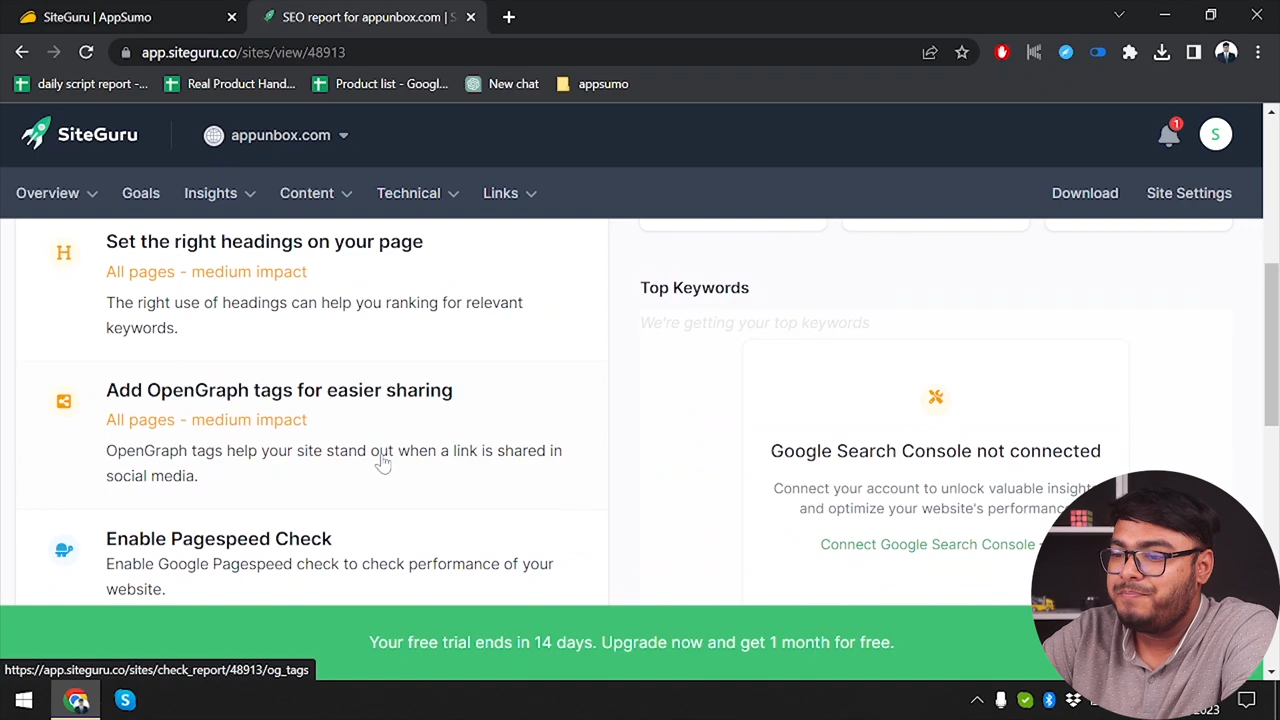 SiteGuru | AppSumo
SEO report for appunbox.com | S
app.siteguru.co/sites/view/48913
daily script report -...
Real Product Hand...
Product list - Googl...
New chat
appsumo
SiteGuru
appunbox.com
1
S
Overview
Goals
Insights
Content
Technical
Links
Download
Site Settings
H
Set the right headings on your page
All pages - medium impact
The right use of headings can help you ranking for relevant
keywords.
Add OpenGraph tags for easier sharing
All pages - medium impact
OpenGraph tags help your site stand out when a link is shared in
social media.
Enable Pagespeed Check
Enable Google Pagespeed check to check performance of your
website.
Top Keywords
We're getting your top keywords
Google Search Console not connected
Connect your account to unlock valuable
and optimize your website's
Connect Google Search Console
Your free trial ends in 14 days. Upgrade now and get 1 month for free.
https://app.siteguru.co/sites/check_report/48913/og_tags